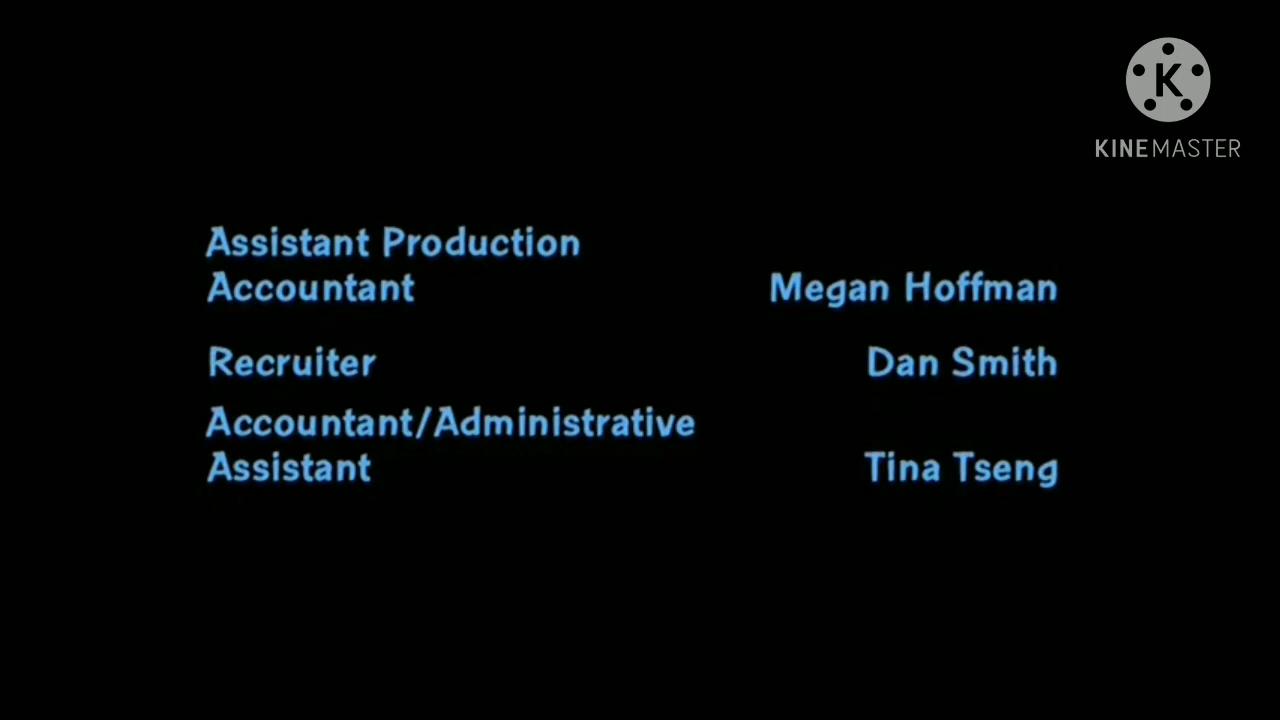 K
KINEMASTER
Assistant Production
Accountant Megan Hoffman
Recruiter Dan Smith
Accountant/Administrative
Assistant Tina Tseng